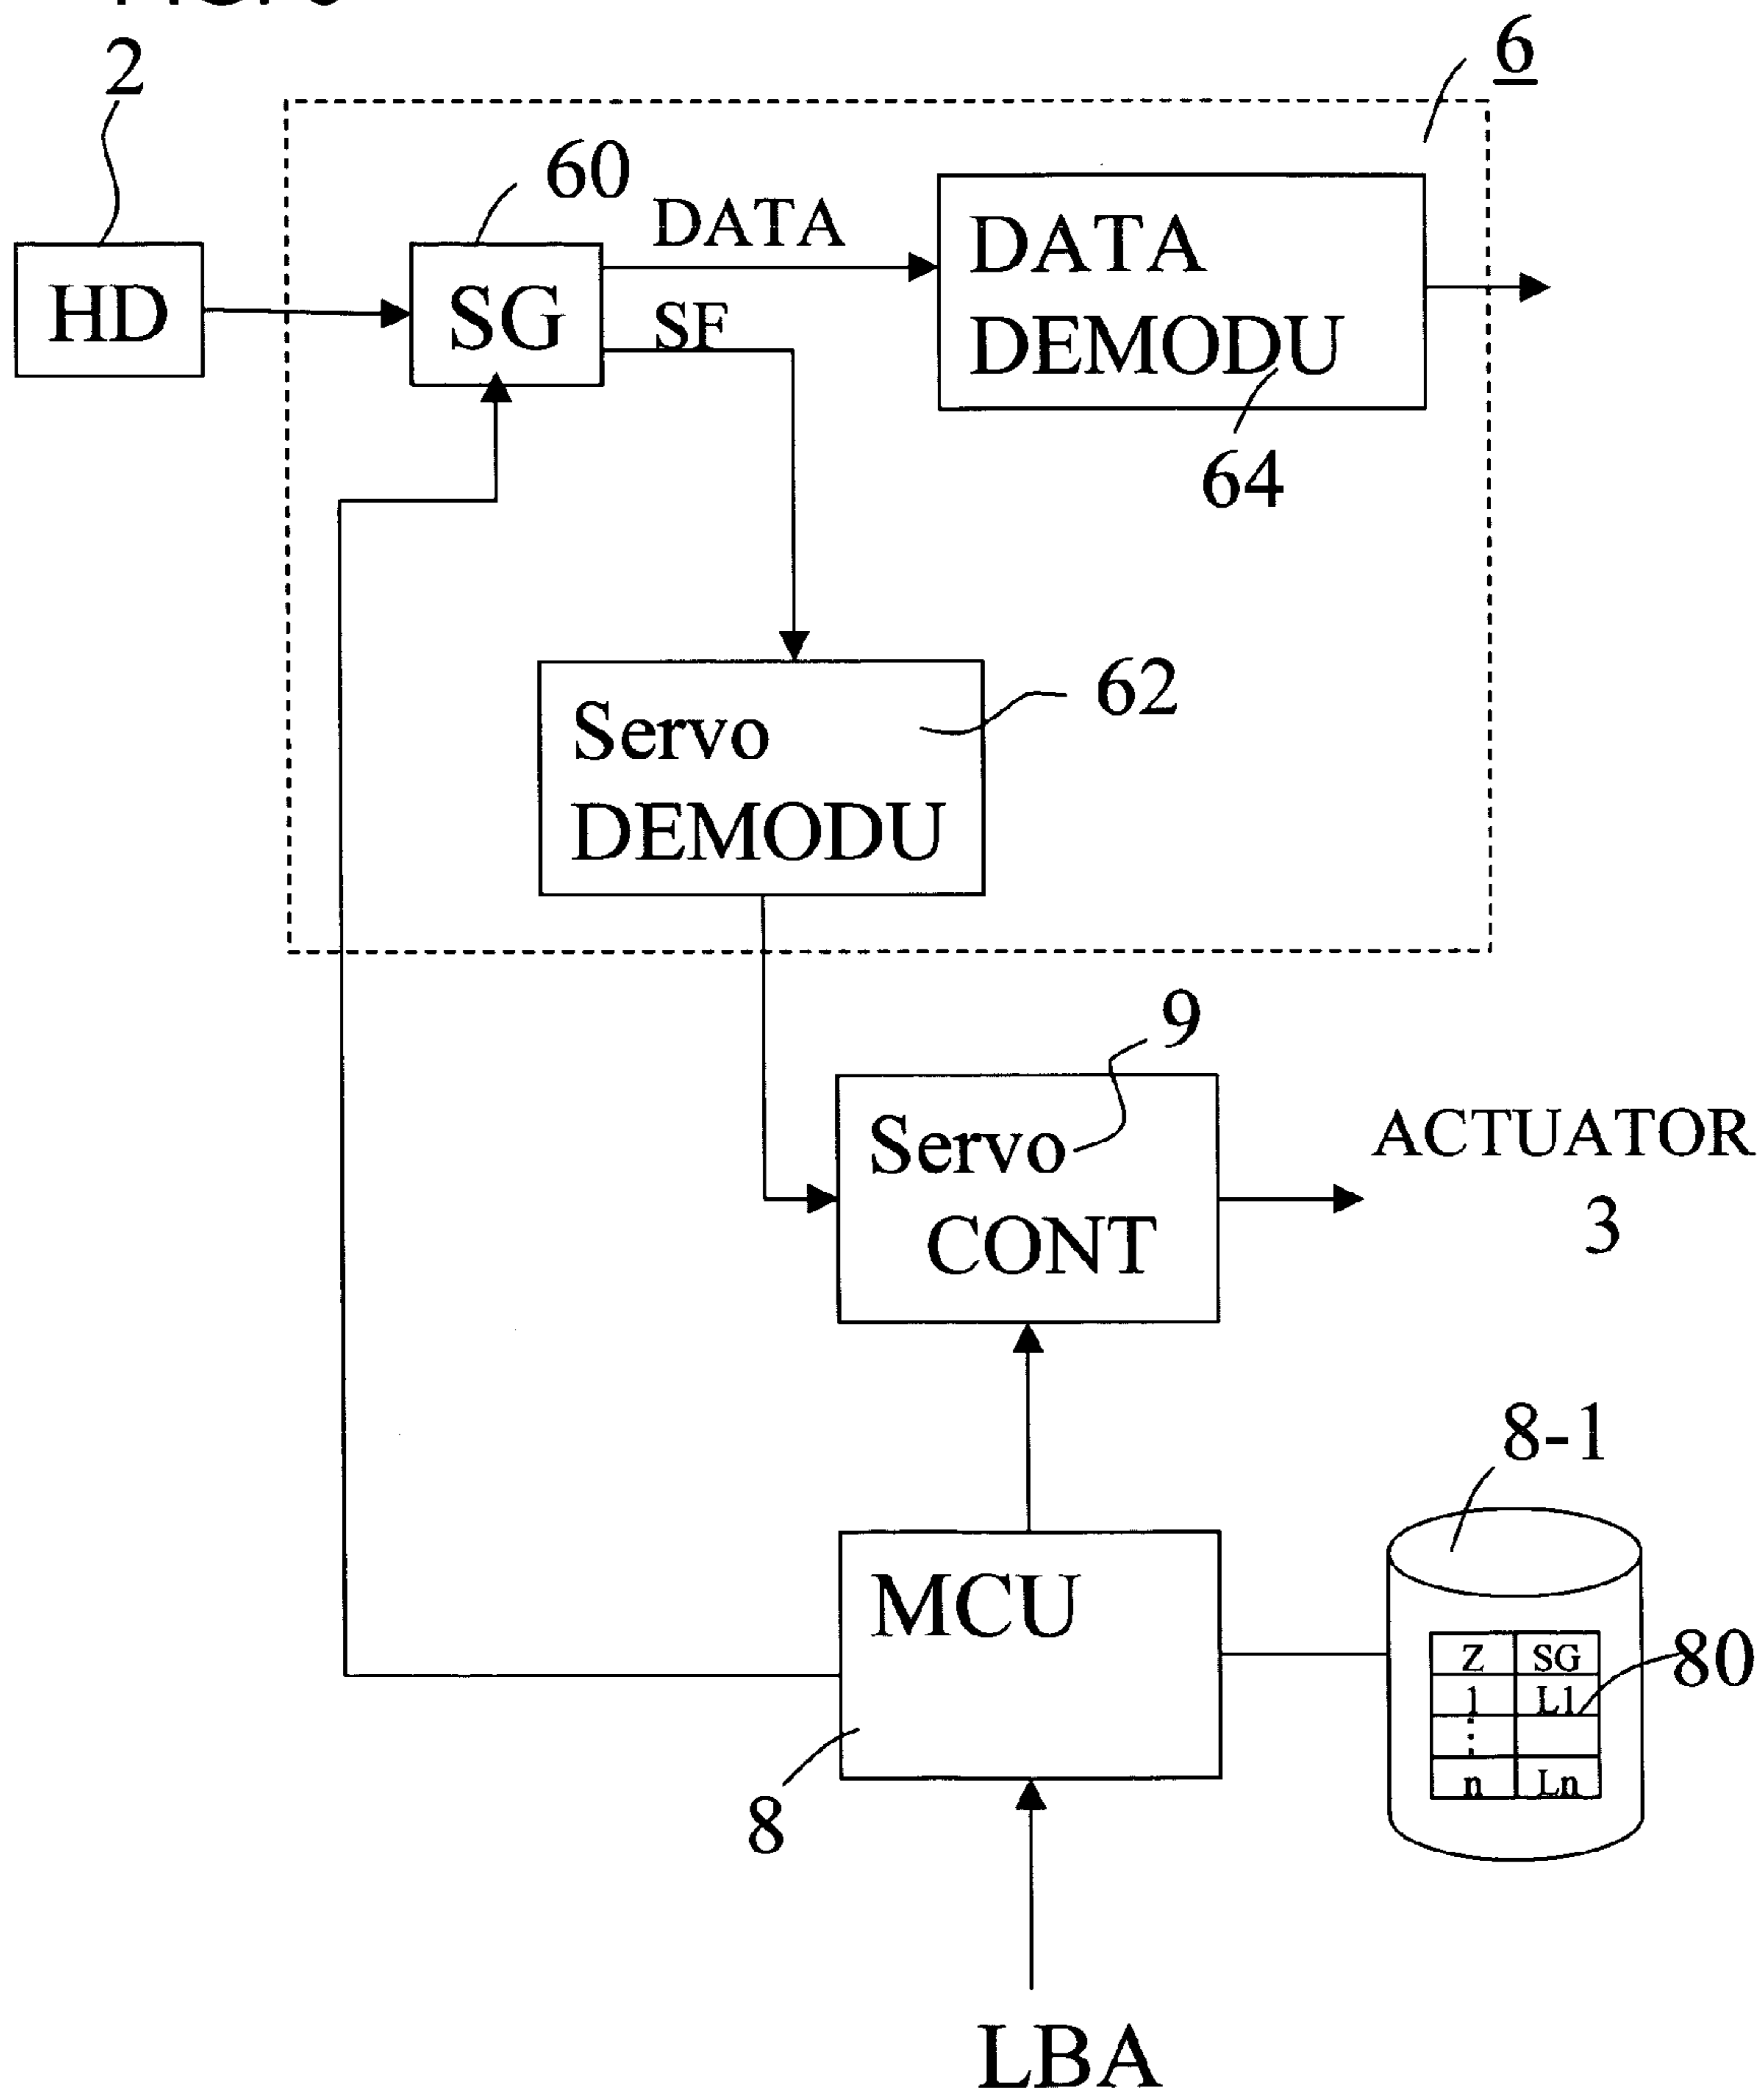 2
6
60
DATA
HD
SG
SF
DATA
DEMODU
64
Servo
DEMODU
62
9
Servo
CONT
ACTUATOR
3
8-1
MCU
Z SG
1 L1
⋮
n Ln
80
8
LBA